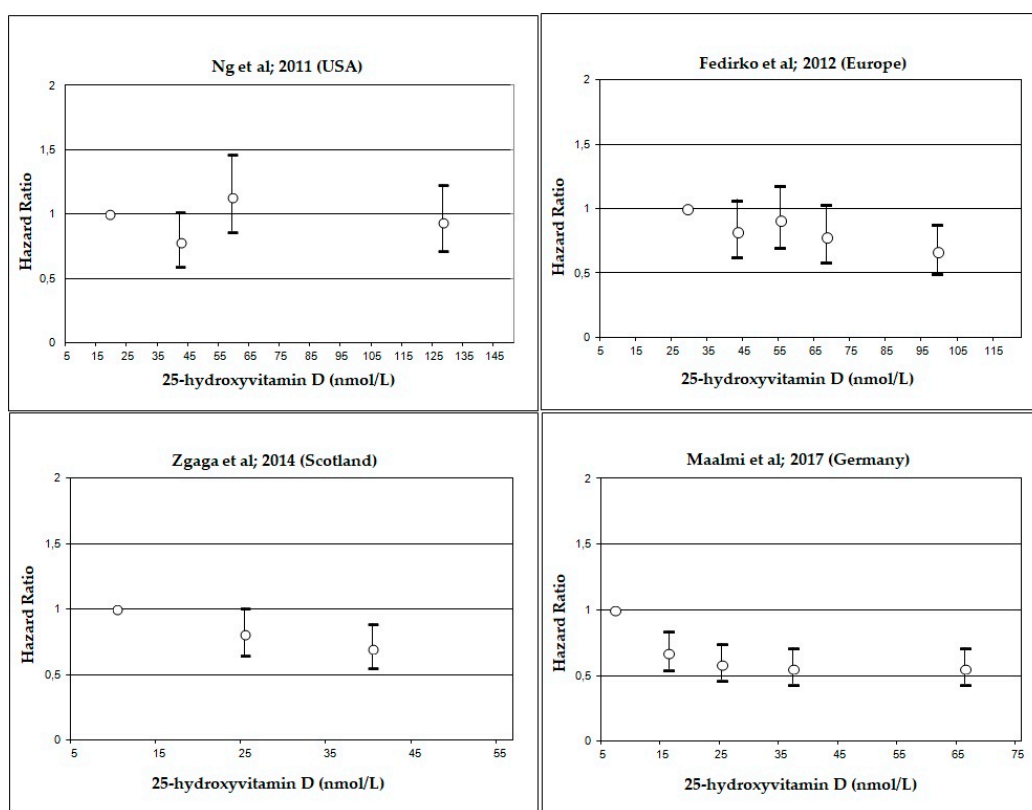 Ng et al; 2011 (USA)
2
1,5
1
0,5
0
Hazard Ratio
5 15 25 35 45 55 65 75 85 95 105 115 125 135 145
25-hydroxyvitamin D (nmol/L)
Fedirko et al; 2012 (Europe)
2
1,5
1
0,5
0
Hazard Ratio
5 15 25 35 45 55 65 75 85 95 105 115
25-hydroxyvitamin D (nmol/L)
Zgaga et al; 2014 (Scotland)
2
1,5
1
0,5
0
Hazard Ratio
5 15 25 35 45 55
25-hydroxyvitamin D (nmol/L)
Maalmi et al; 2017 (Germany)
2
1,5
1
0,5
0
Hazard Ratio
5 15 25 35 45 55 65 75
25-hydroxyvitamin D (nmol/L)